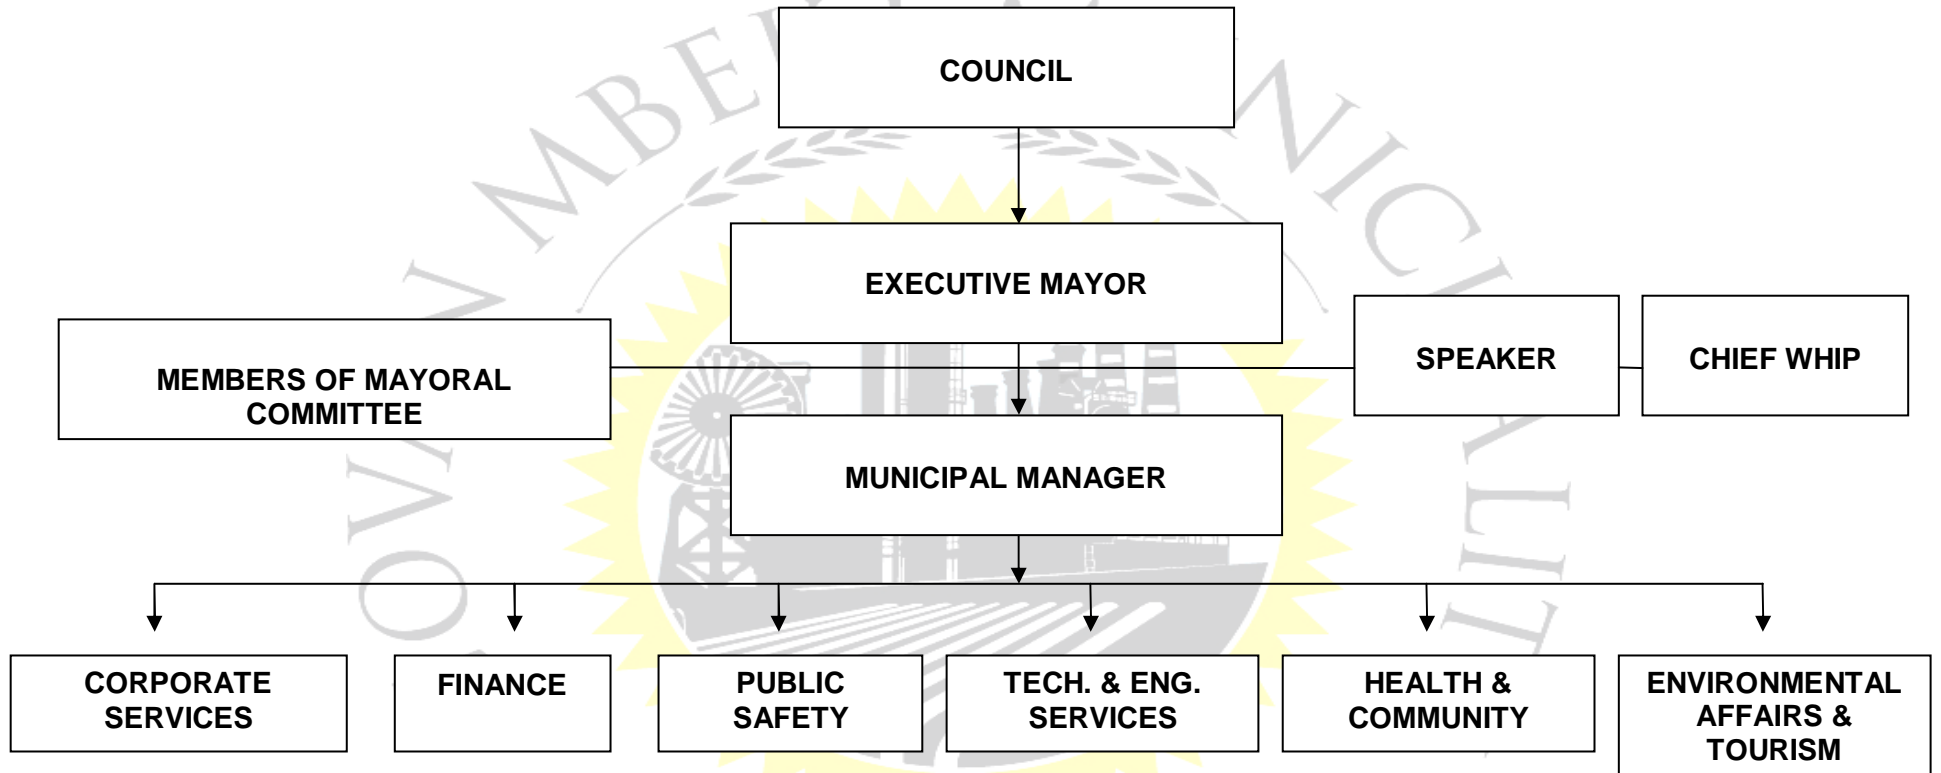 COUNCIL
EXECUTIVE MAYOR
MEMBERS OF MAYORAL
COMMITTEE
SPEAKER
CHIEF WHIP
MUNICIPAL MANAGER
CORPORATE
SERVICES
FINANCE
PUBLIC
SAFETY
TECH. & ENG.
SERVICES
HEALTH &
COMMUNITY
ENVIRONMENTAL
AFFAIRS &
TOURISM